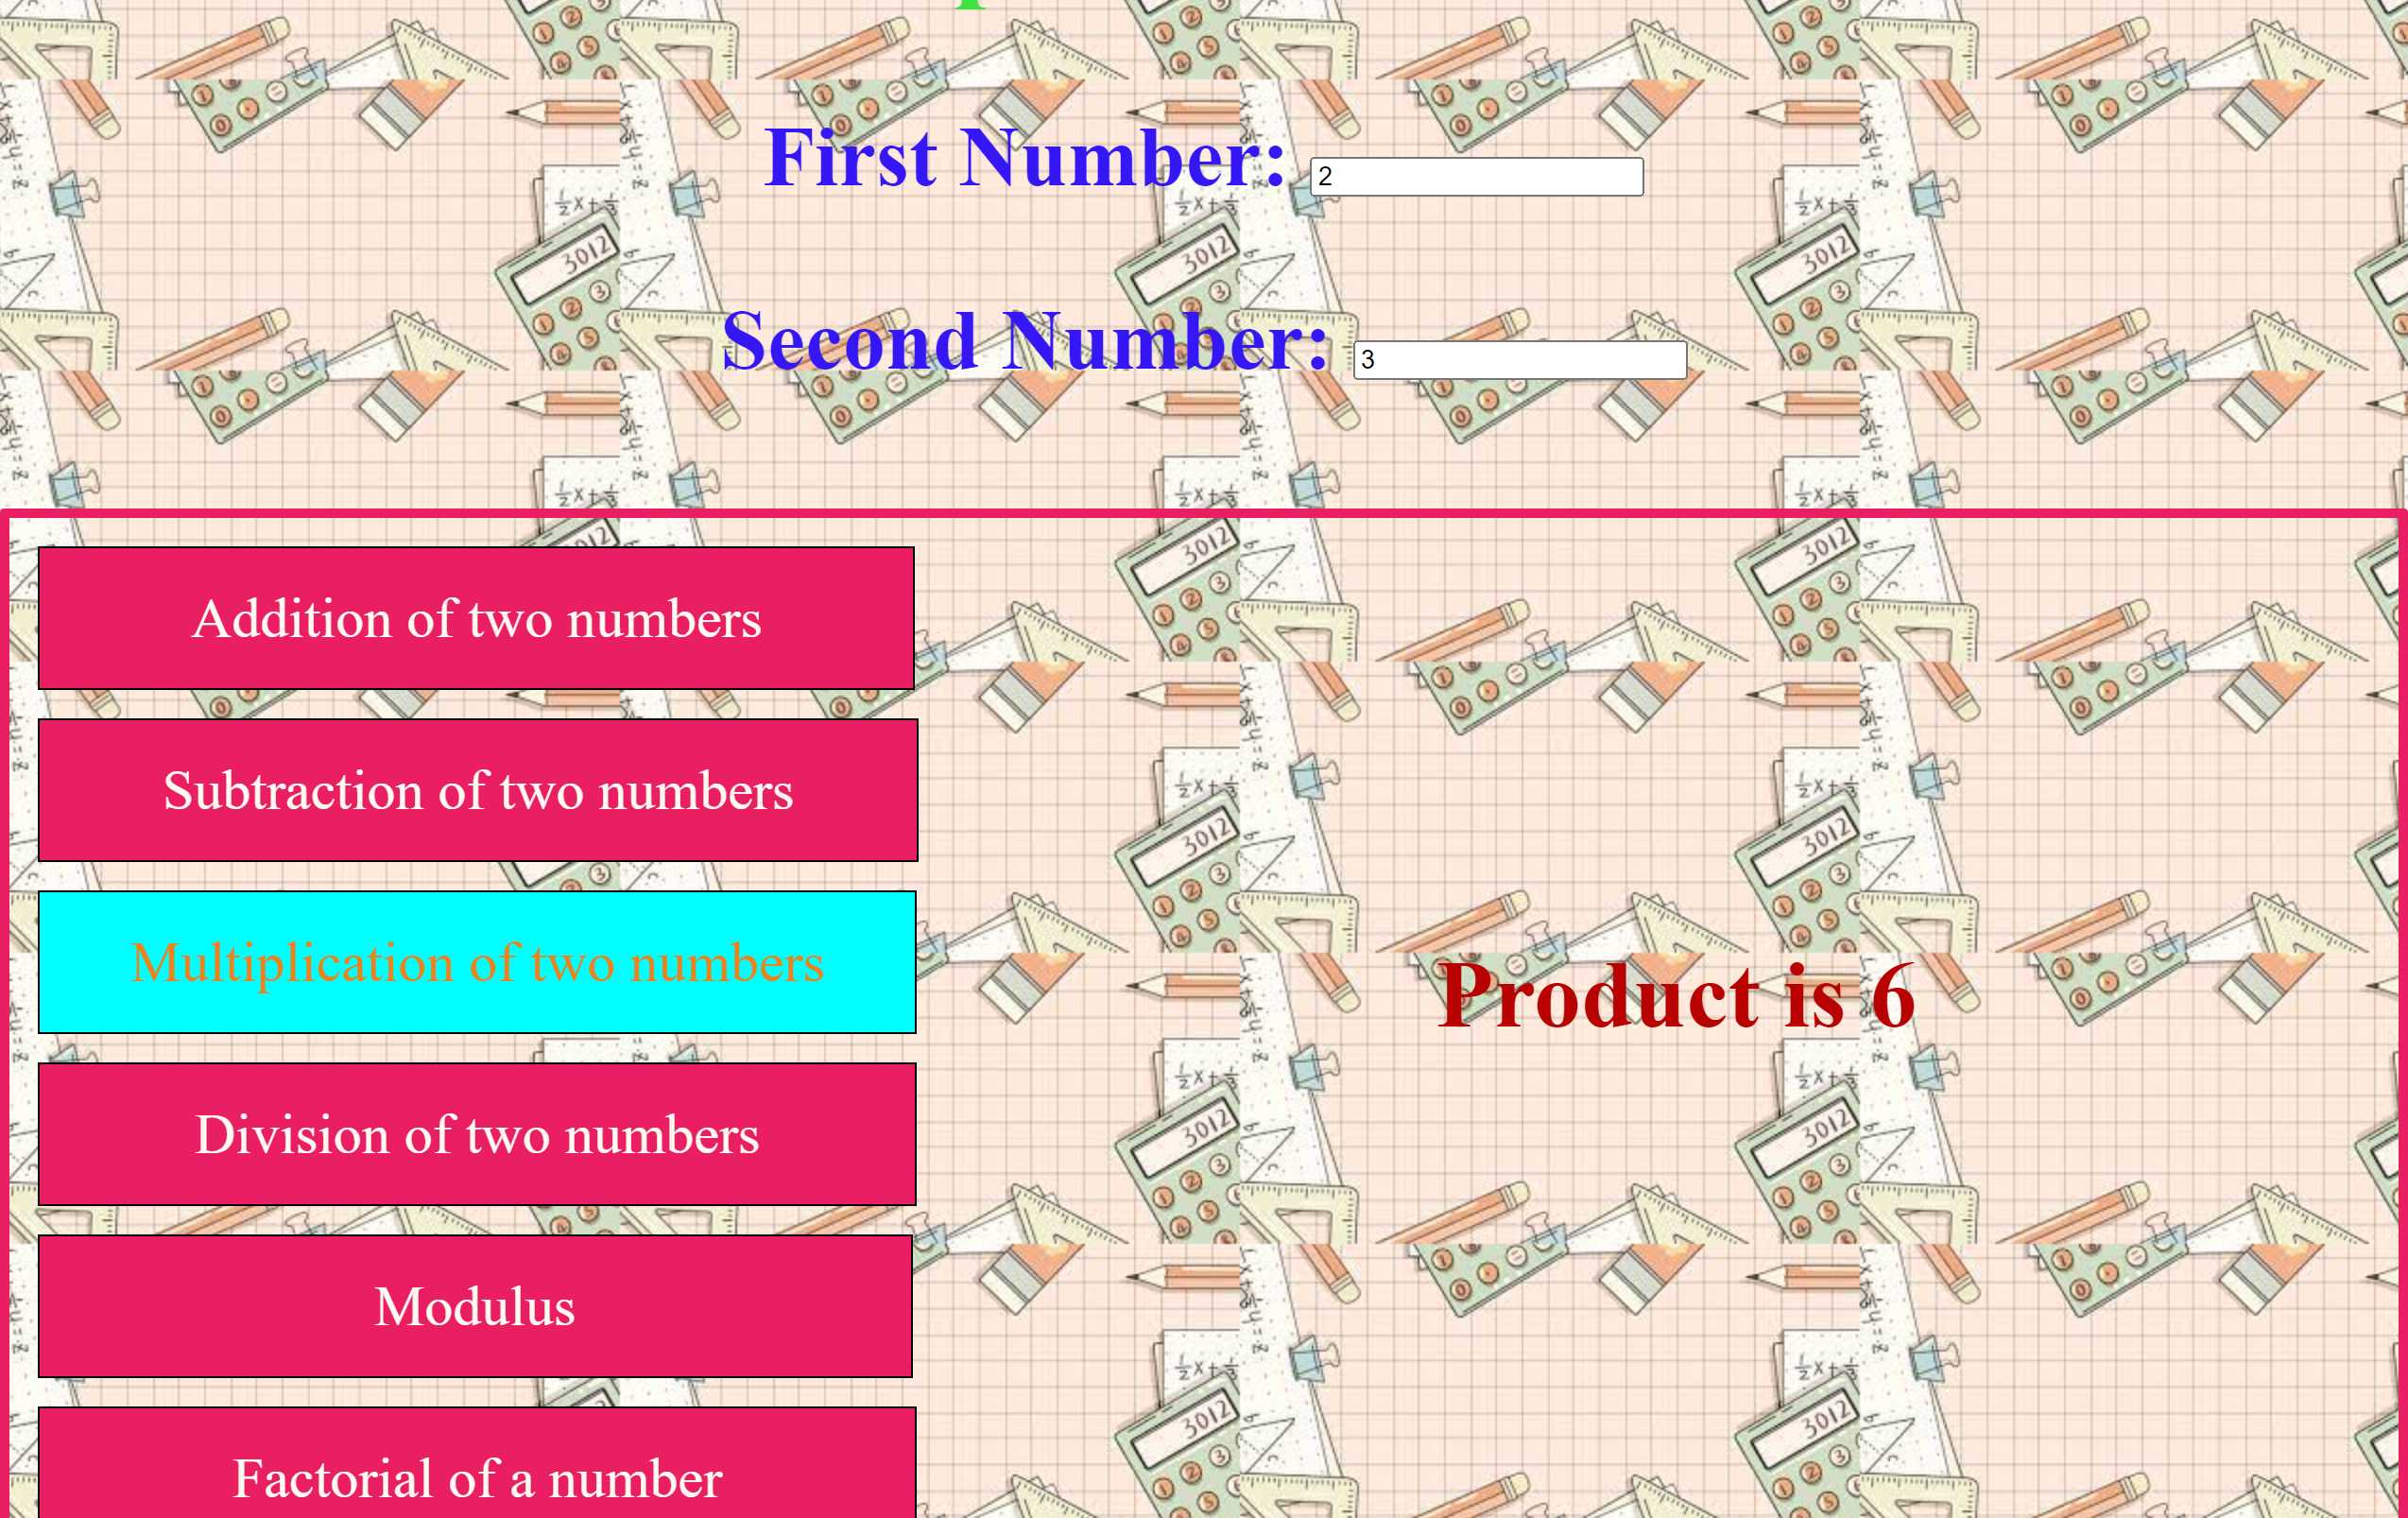 First Number: 2
Second Number: 3
Addition of two numbers
Subtraction of two numbers
Multiplication of two numbers
Product is 6
Division of two numbers
Modulus
Factorial of a number